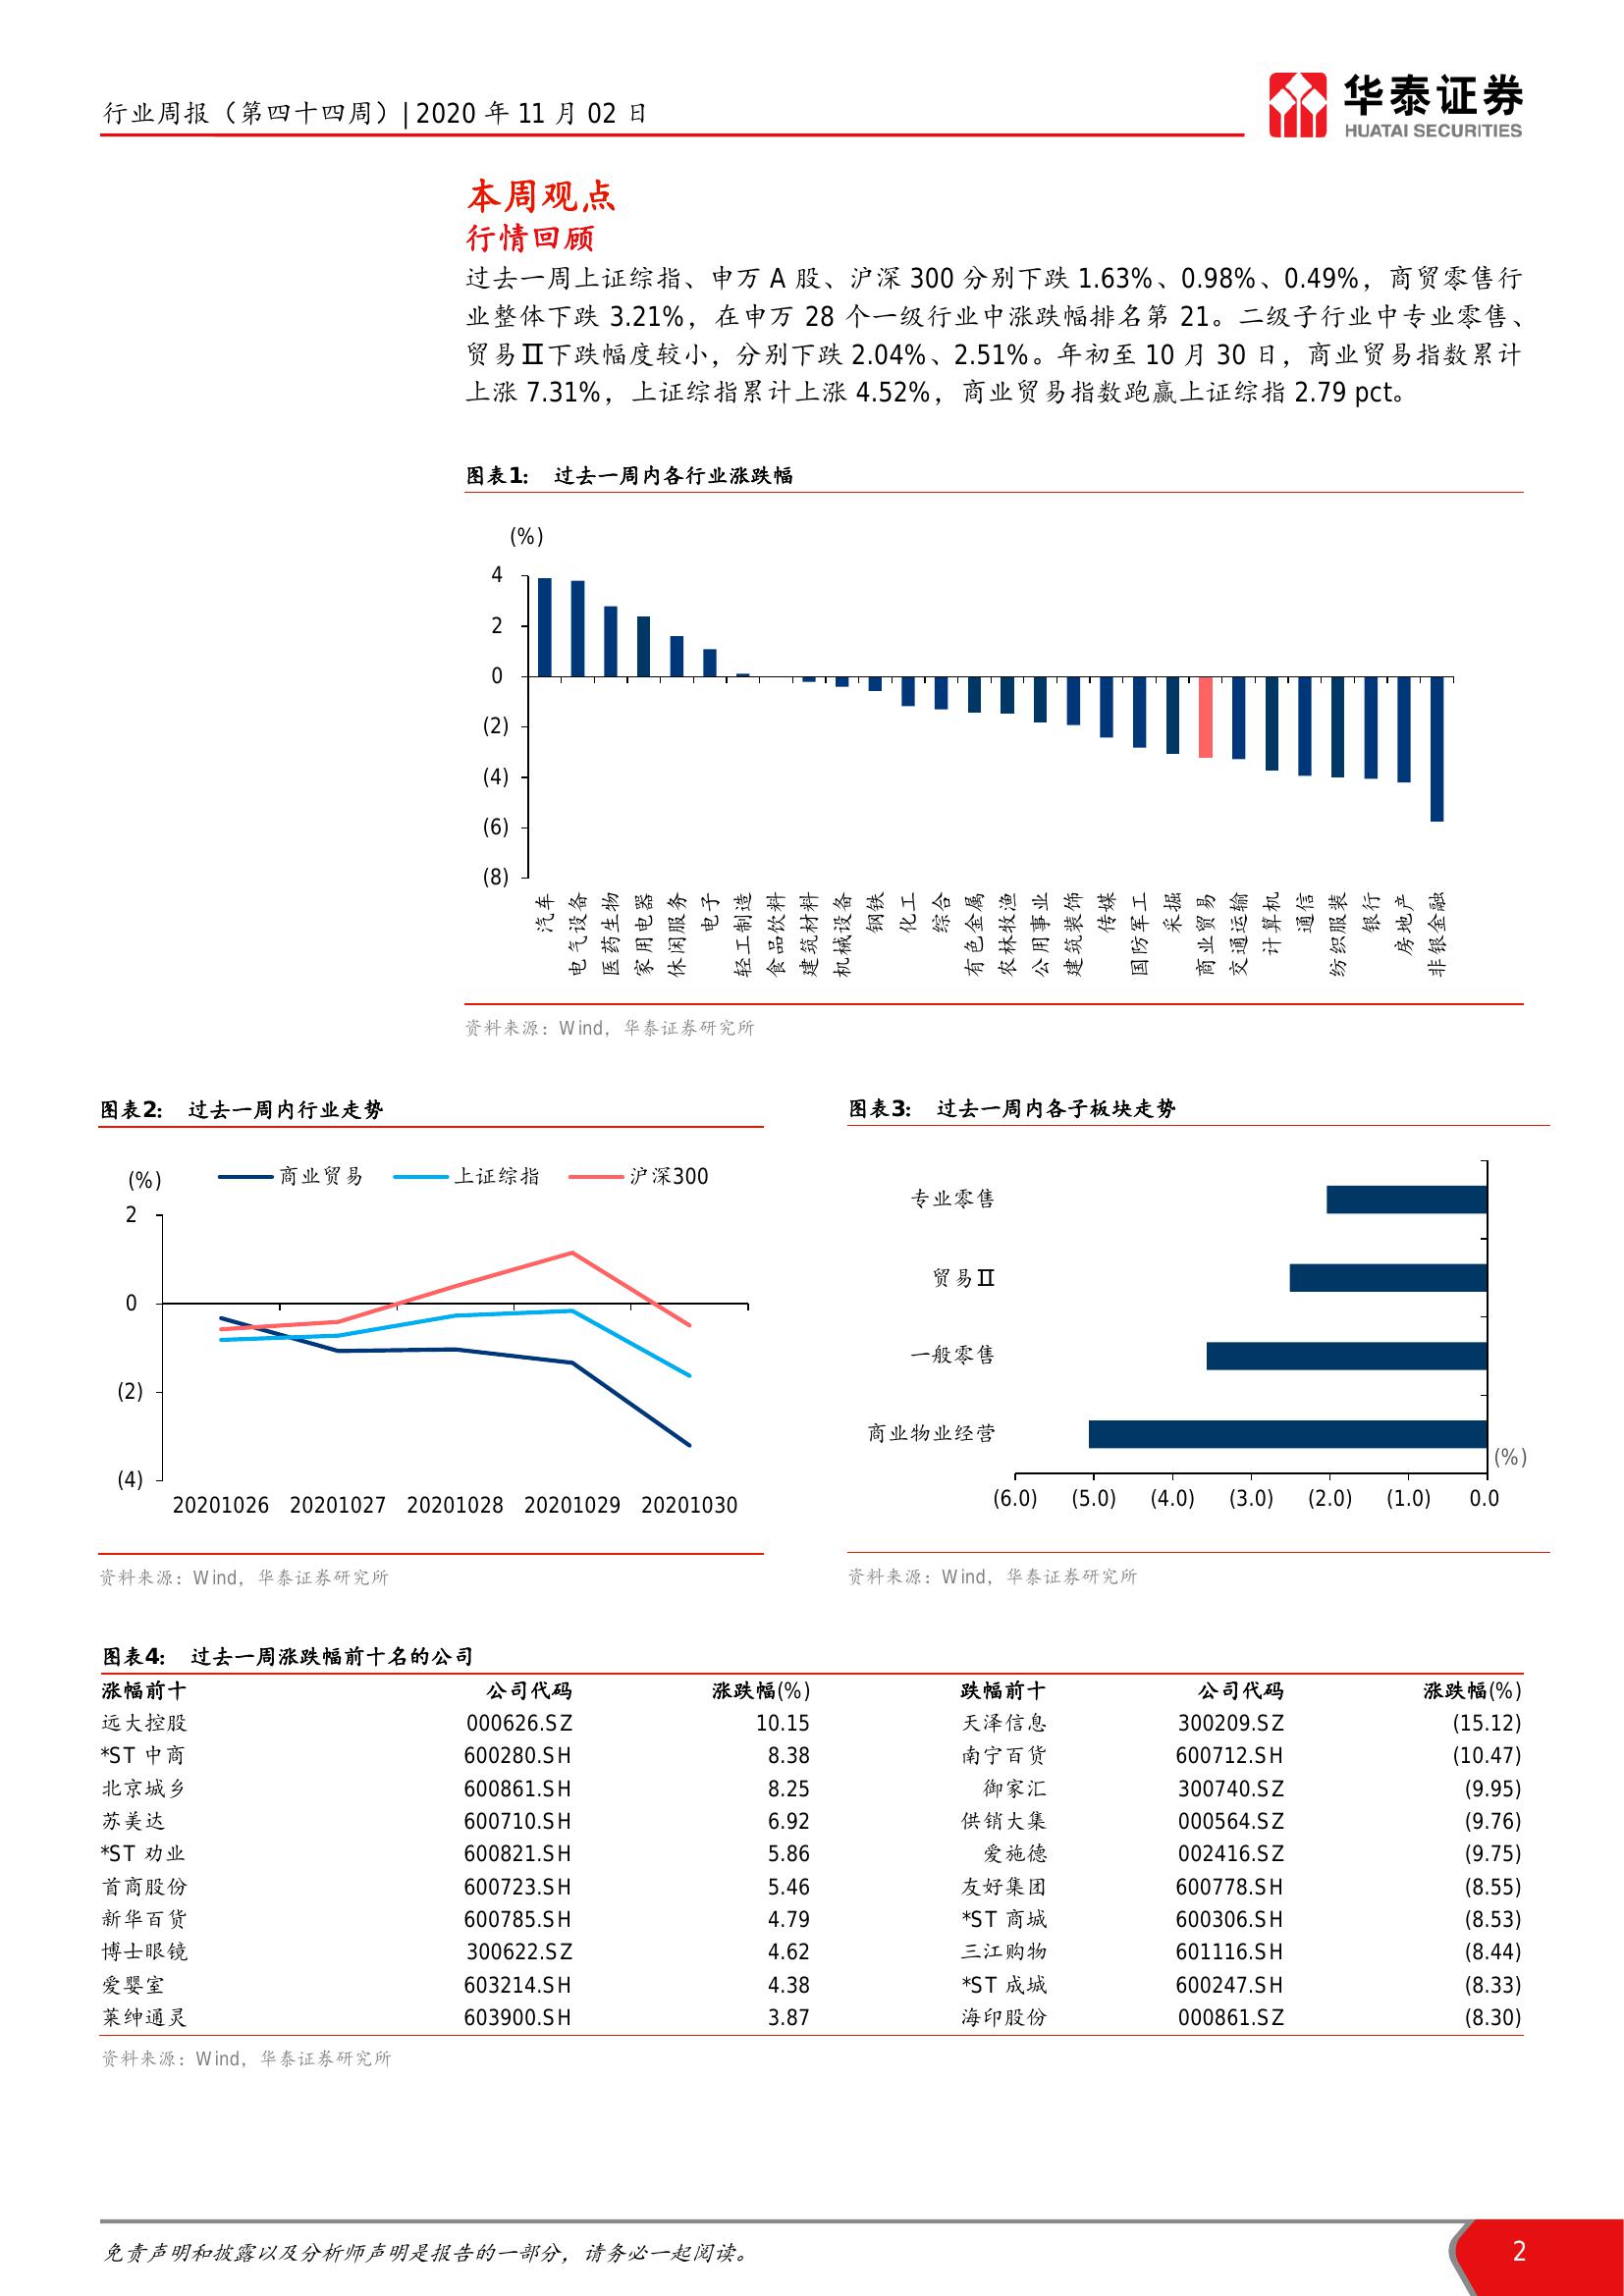 行业周报（第四十四周）| 2020 年 11 月 02 日
华泰证券
HUATAI SECURITIES
本周观点
行情回顾
过去一周上证综指、申万 A 股、沪深 300 分别下跌 1.63%、0.98%、0.49%，商贸零售行
业整体下跌 3.21%，在申万 28 个一级行业中涨跌幅排名第 21。二级子行业中专业零售、
贸易Ⅱ下跌幅度较小，分别下跌 2.04%、2.51%。年初至 10 月 30 日，商业贸易指数累计
上涨 7.31%，上证综指累计上涨 4.52%，商业贸易指数跑赢上证综指 2.79 pct。
图表1： 过去一周内各行业涨跌幅
(%)
4
2
0
(2)
(4)
(6)
(8)
汽车
电气设备
医药生物
家用电器
休闲服务
电子
轻工制造
食品饮料
建筑材料
机械设备
钢铁
化工
综合
有色金属
农林牧渔
公用事业
建筑装饰
传媒
国防军工
采掘
商业贸易
交通运输
计算机
通信
纺织服装
银行
房地产
非银金融
资料来源：Wind，华泰证券研究所
图表2： 过去一周内行业走势
(%)
商业贸易 上证综指 沪深300
2
0
(2)
(4)
20201026 20201027 20201028 20201029 20201030
资料来源：Wind，华泰证券研究所
图表3： 过去一周内各子板块走势
专业零售
贸易Ⅱ
一般零售
商业物业经营
(%)
(6.0) (5.0) (4.0) (3.0) (2.0) (1.0) 0.0
资料来源：Wind，华泰证券研究所
图表4： 过去一周涨跌幅前十名的公司
涨幅前十 公司代码 涨跌幅(%) 跌幅前十 公司代码 涨跌幅(%)
远大控股 000626.SZ 10.15 天泽信息 300209.SZ (15.12)
*ST 中商 600280.SH 8.38 南宁百货 600712.SH (10.47)
北京城乡 600861.SH 8.25 御家汇 300740.SZ (9.95)
苏美达 600710.SH 6.92 供销大集 000564.SZ (9.76)
*ST 劝业 600821.SH 5.86 爱施德 002416.SZ (9.75)
首商股份 600723.SH 5.46 友好集团 600778.SH (8.55)
新华百货 600785.SH 4.79 *ST 商城 600306.SH (8.53)
博士眼镜 300622.SZ 4.62 三江购物 601116.SH (8.44)
爱婴室 603214.SH 4.38 *ST 成城 600247.SH (8.33)
莱绅通灵 603900.SH 3.87 海印股份 000861.SZ (8.30)
资料来源：Wind，华泰证券研究所
免责声明和披露以及分析师声明是报告的一部分，请务必一起阅读。
2